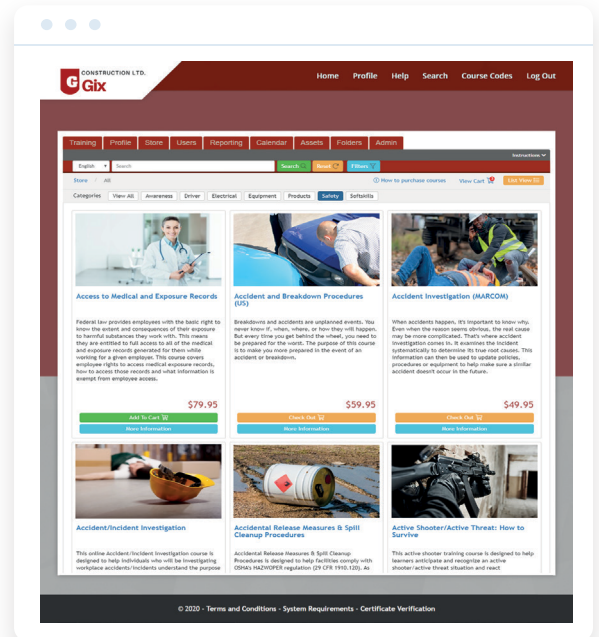 CONSTRUCTION LTD.
Gix
Home Profile Help Search Course Codes Log Out
Training Profile Store Users Reporting Calendar Assets Folders Admin
Instructions
English Search Search Reset Filters
Store / All How to purchase courses View Cart List View
Categories View All Awareness Driver Electrical Equipment Products Safety Softskills
Access to Medical and Exposure Records
Federal law provides employees with the basic right to
know the extent and consequences of their exposure
to harmful substances they work with. This means
they are entitled to full access to all of the medical
and exposure records generated for them while
working for a given employer. This course covers
employee rights to access medical exposure records,
how to access those records and what information is
exempt from employee access.
$79.95
Add To Cart
More Information
Accident and Breakdown Procedures
(US)
Breakdowns and accidents are unplanned events. You
never know if, when, where, or how they will happen.
But every time you get behind the wheel, you need to
be prepared for the worst. The purpose of this course
is to make you more prepared in the event of an
accident or breakdown.
$59.95
Check Out
More Information
Accident Investigation (MARCOM)
When accidents happen, it's important to know why.
Even when the reason seems obvious, the real cause
may be more complicated. That's where accident
investigation comes in. It examines the incident
systematically to determine its true root causes. This
information can then be used to update policies,
procedures or equipment to help make sure a similar
accident doesn't occur in the future.
$49.95
Check Out
More Information
Accident/Incident Investigation
This online Accident/Incident Investigation course is
designed to help individuals who will be investigating
workplace accidents/incidents understand the purpose
Accidental Release Measures & Spill
Cleanup Procedures
Accidental Release Measures & Spill Cleanup
Procedures is designed to help facilities comply with
OSHA's HAZWOPER regulation (29 CFR 1910.120). As
Active Shooter/Active Threat: How to
Survive
This active shooter training course is designed to help
learners anticipate and recognize an active
shooter/active threat situation and react
© 2020 - Terms and Conditions - System Requirements - Certificate Verification